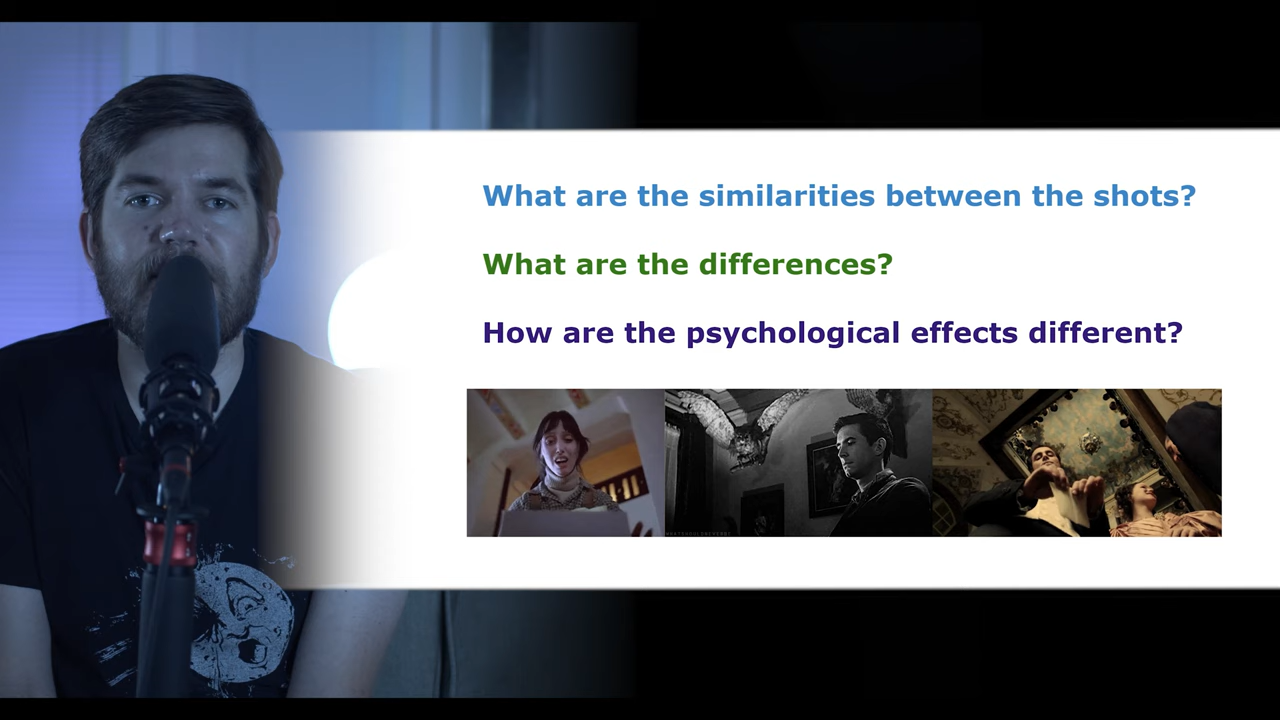 What are the similarities between the shots?
What are the differences?
How are the psychological effects different?